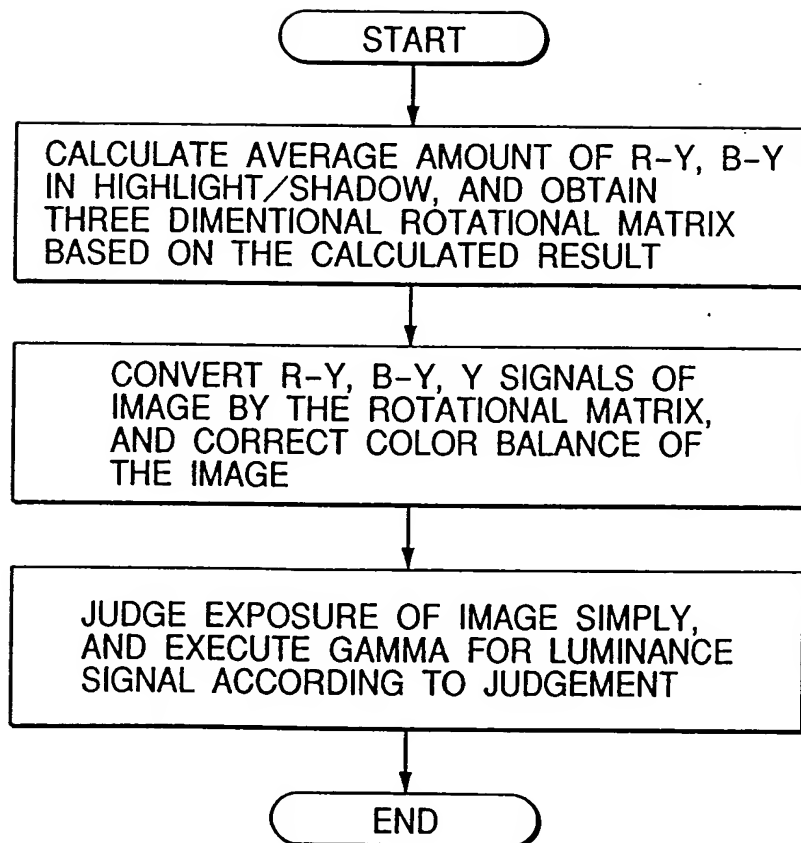 START
CALCULATE AVERAGE AMOUNT OF R-Y, B-Y
IN HIGHLIGHT/SHADOW, AND OBTAIN
THREE DIMENTIONAL ROTATIONAL MATRIX
BASED ON THE CALCULATED RESULT
CONVERT R-Y, B-Y, Y SIGNALS OF
IMAGE BY THE ROTATIONAL MATRIX,
AND CORRECT COLOR BALANCE OF
THE IMAGE
JUDGE EXPOSURE OF IMAGE SIMPLY,
AND EXECUTE GAMMA FOR LUMINANCE
SIGNAL ACCORDING TO JUDGEMENT
END